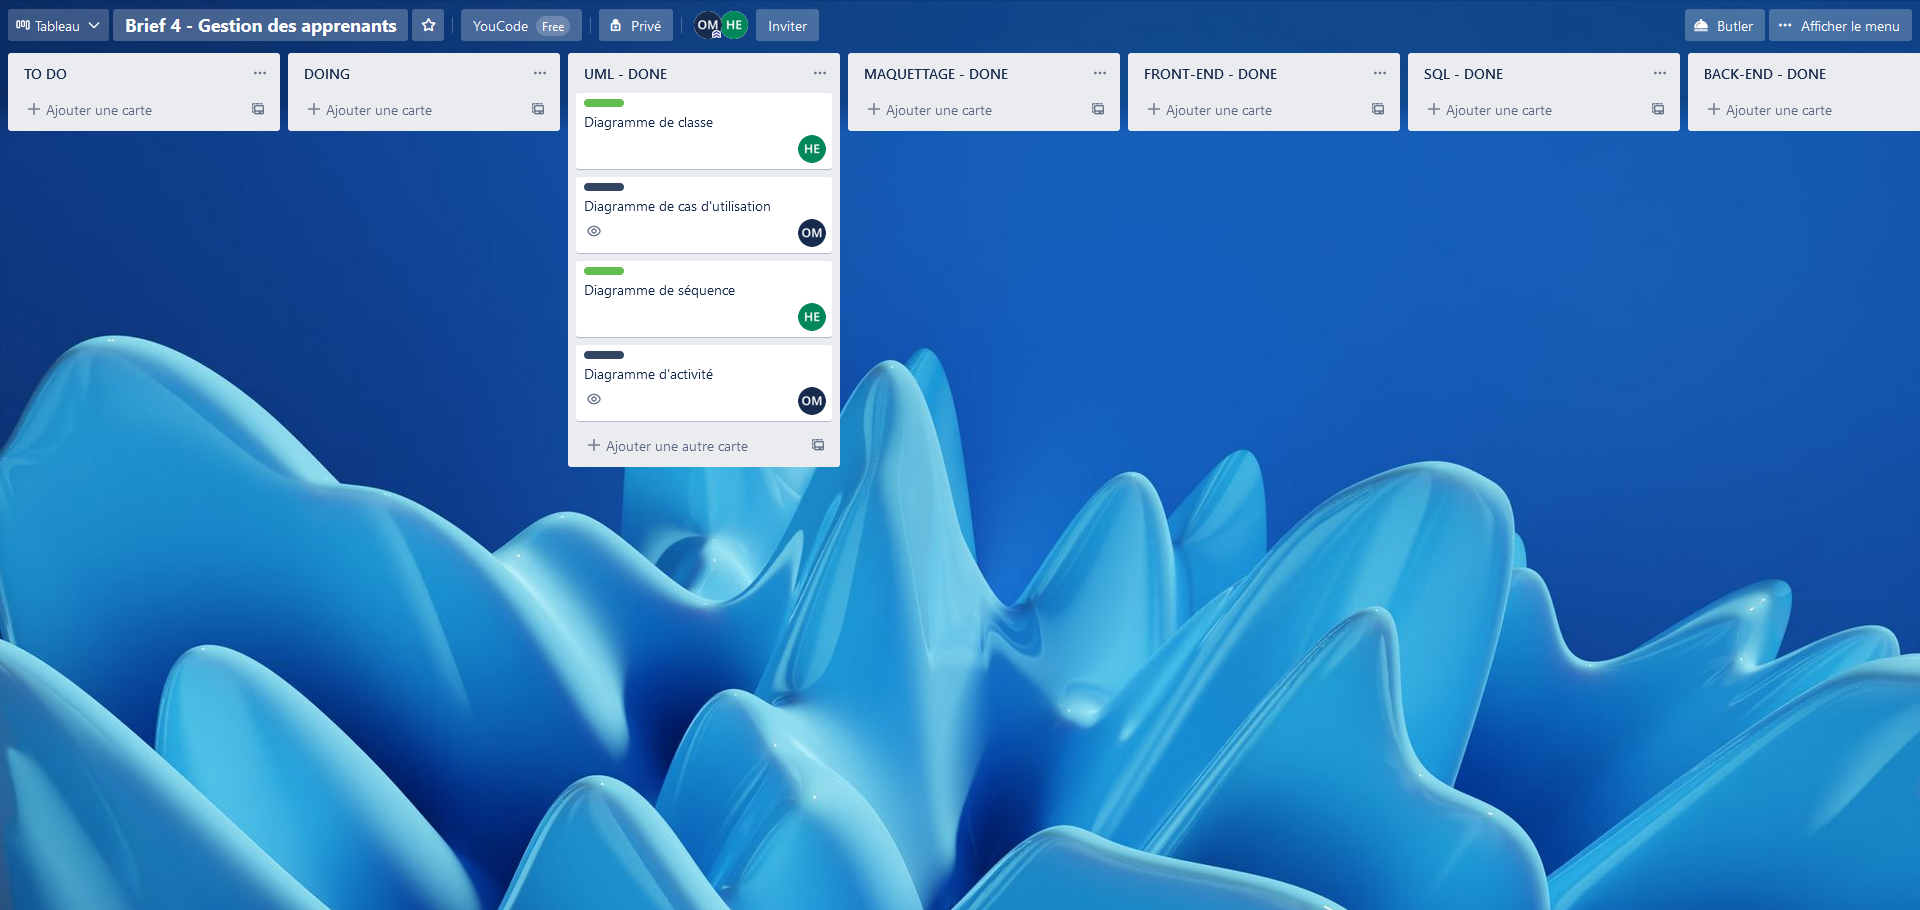 Tableau
Brief 4 - Gestion des apprenants
YouCode Free
Privé
OM HE
Inviter
Butler
Afficher le menu
TO DO
Ajouter une carte
DOING
Ajouter une carte
UML - DONE
Diagramme de classe
HE
Diagramme de cas d'utilisation
OM
Diagramme de séquence
HE
Diagramme d'activité
OM
Ajouter une autre carte
MAQUETTAGE - DONE
Ajouter une carte
FRONT-END - DONE
Ajouter une carte
SQL - DONE
Ajouter une carte
BACK-END - DONE
Ajouter une carte